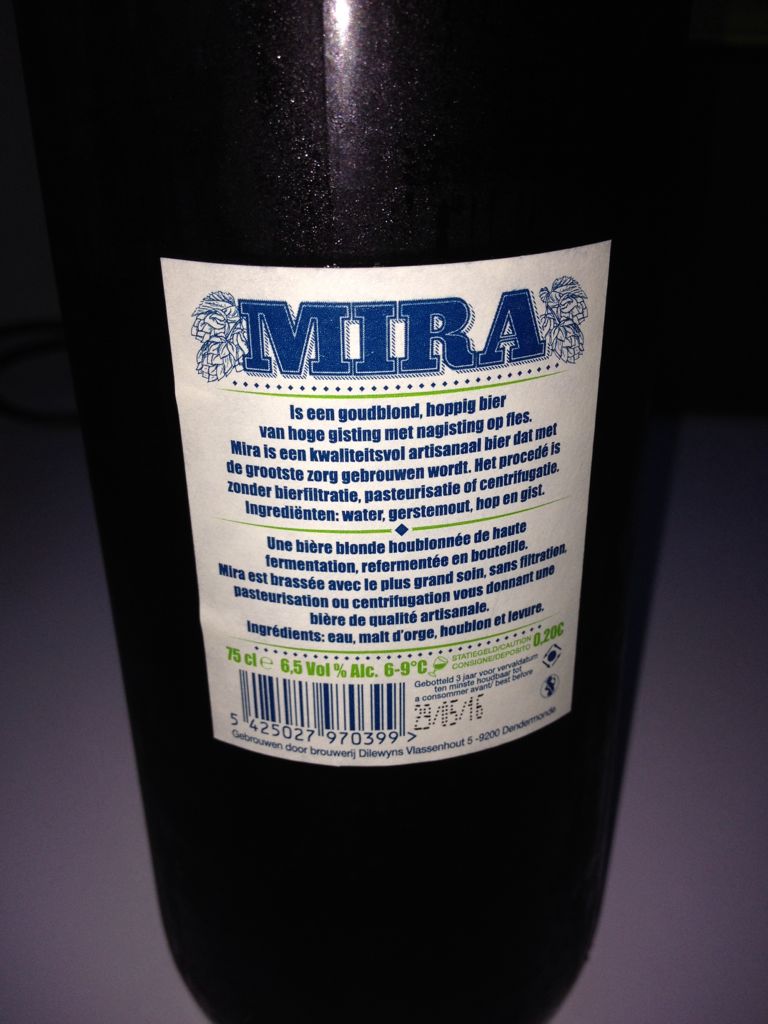 MIRA
Is een goudblond, hoppig bier
van hoge gisting met nagisting op fles.
Mira is een kwaliteitsvol artisanaal bier dat met
de grootste zorg gebrouwen wordt. Het procedé is
zonder bierfiltratie, pasteurisatie of centrifugatie.
Ingrediënten: water, gerstemout, hop en gist.
Une bière blonde houblonnée de haute
fermentation, refermentée en bouteille.
Mira est brassée avec le plus grand soin, sans filtration,
pasteurisation ou centrifugation vous donnant une
bière de qualité artisanale.
Ingrédients: eau, malt d'orge, houblon et levure.
75 cl e 6,5 Vol % Alc. 6-9°C
STATIEGELD/CAUTION
CONSIGNE/DEPOSITO 0,20€
Gebotteld 3 jaar voor vervaldatum
ten minste houdbaar tot
a consommer avant/ best before
29/05/16
5 425027 970399 >
Gebrouwen door brouwerij Dilewyns Vlassenhout 5 -9200 Dendermonde